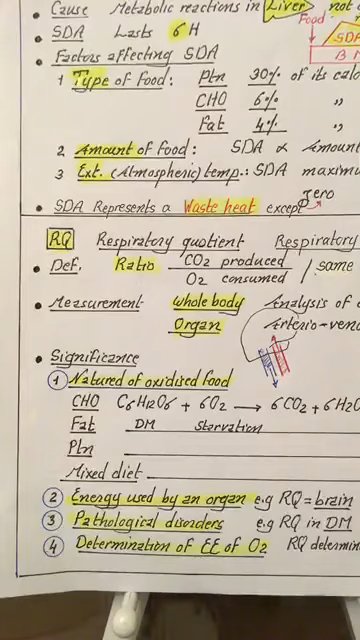 Cause Metabolic reactions in Liver not
SDA Lasts 6 H
Food
SDA
B M
Factors affecting SDA
1 Type of food: Ptn 30% of its calo
CHO 6% ,,
Fat 4% ,,
2 Amount of food: SDA α Amount
3 Ext. (Atmospheric) temp.: SDA maximu
zero
SDA Represents a Waste heat except
RQ Respiratory quotient Respiratory
Def. Ratio CO2 produced / same
O2 consumed
Measurement whole body Analysis of
Organ Arterio-veno
Significance
1 Natured of oxidised food
CHO C6H12O6 + 6O2 → 6CO2 + 6H2O
Fat DM starvation
Ptn
Mixed diet
2 Energy used by an organ e.g RQ = brain
3 Pathological disorders e.g RQ in DM
4 Determination of EE of O2 RQ determin